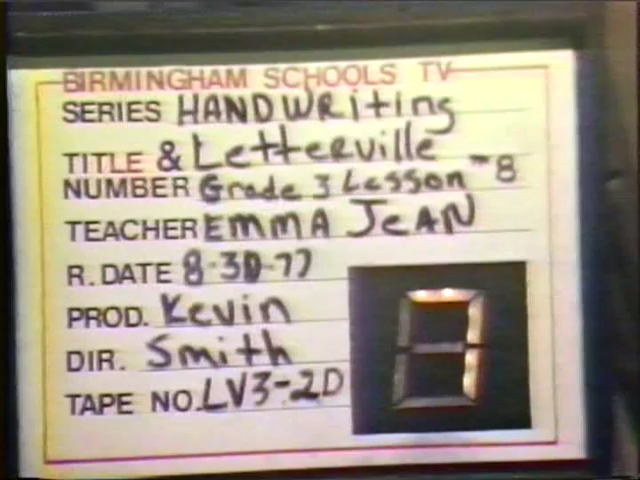 BIRMINGHAM SCHOOLS TV
SERIES HANDWRiting
TITLE & Letterville
NUMBER Grade 3 Lesson #8
TEACHER EMMA JeAN
R. DATE 8-30-77
PROD. Kevin
DIR. Smith
TAPE NO. LV3-2D
7